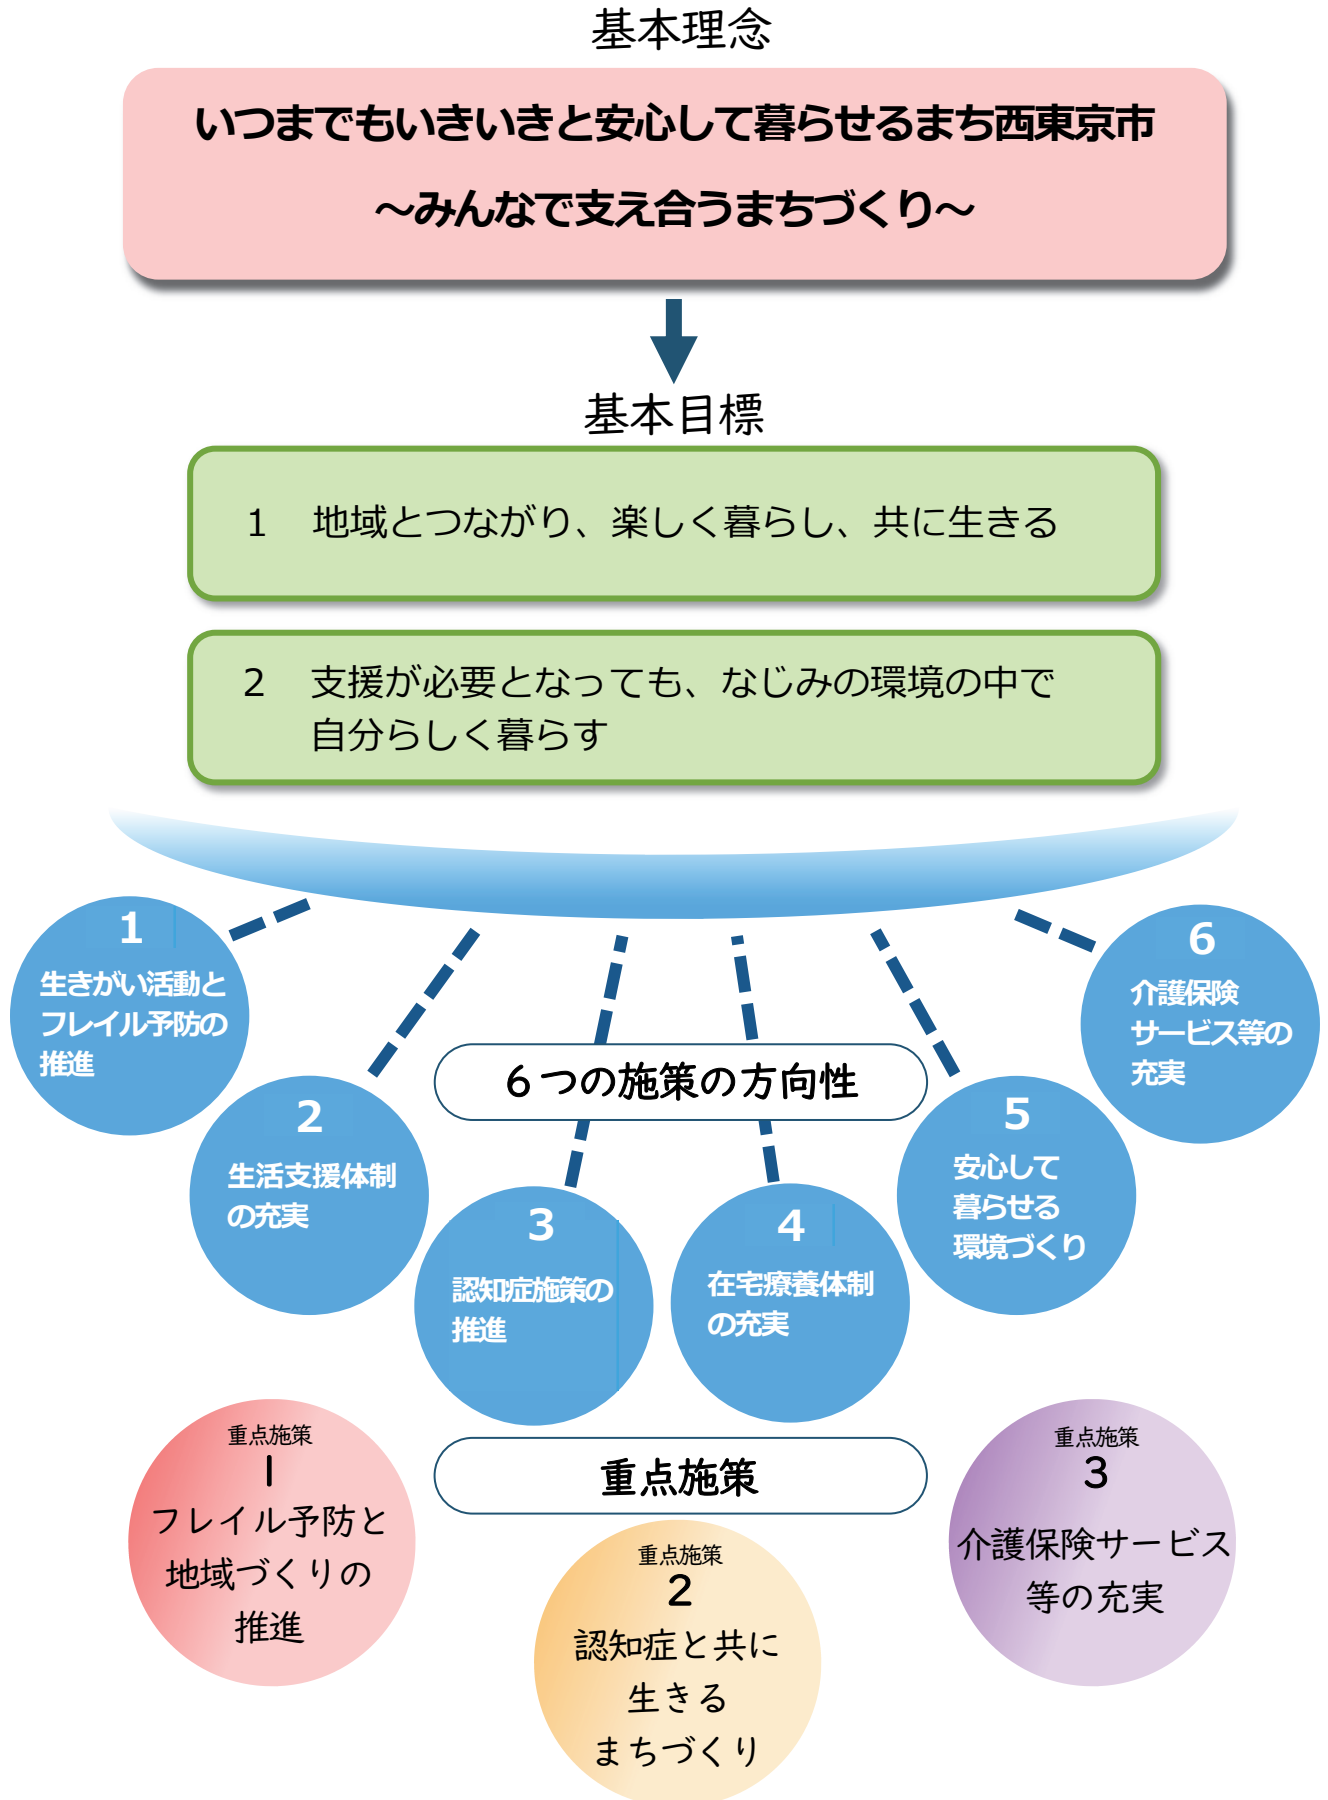 基本理念
いつまでもいきいきと安心して暮らせるまち西東京市
～みんなで支え合うまちづくり～
基本目標
1 地域とつながり、楽しく暮らし、共に生きる
2 支援が必要となっても、なじみの環境の中で
自分らしく暮らす
1
生きがい活動と
フレイル予防の
推進
2
生活支援体制
の充実
6つの施策の方向性
3
認知症施策の
推進
4
在宅療養体制
の充実
5
安心して
暮らせる
環境づくり
6
介護保険
サービス等の
充実
重点施策
重点施策
1
フレイル予防と
地域づくりの
推進
重点施策
2
認知症と共に
生きる
まちづくり
重点施策
3
介護保険サービス
等の充実